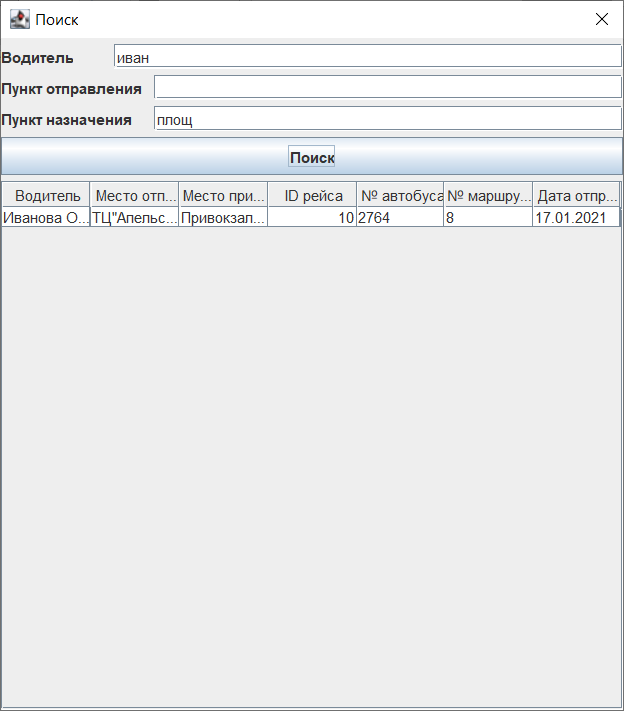 Поиск
Водитель иван
Пункт отправления
Пункт назначения площ
Поиск
Водитель Место отп... Место при... ID рейса № автобуса № маршру... Дата отпр...
Иванова О... ТЦ"Апельс... Привокзал... 10 2764 8 17.01.2021